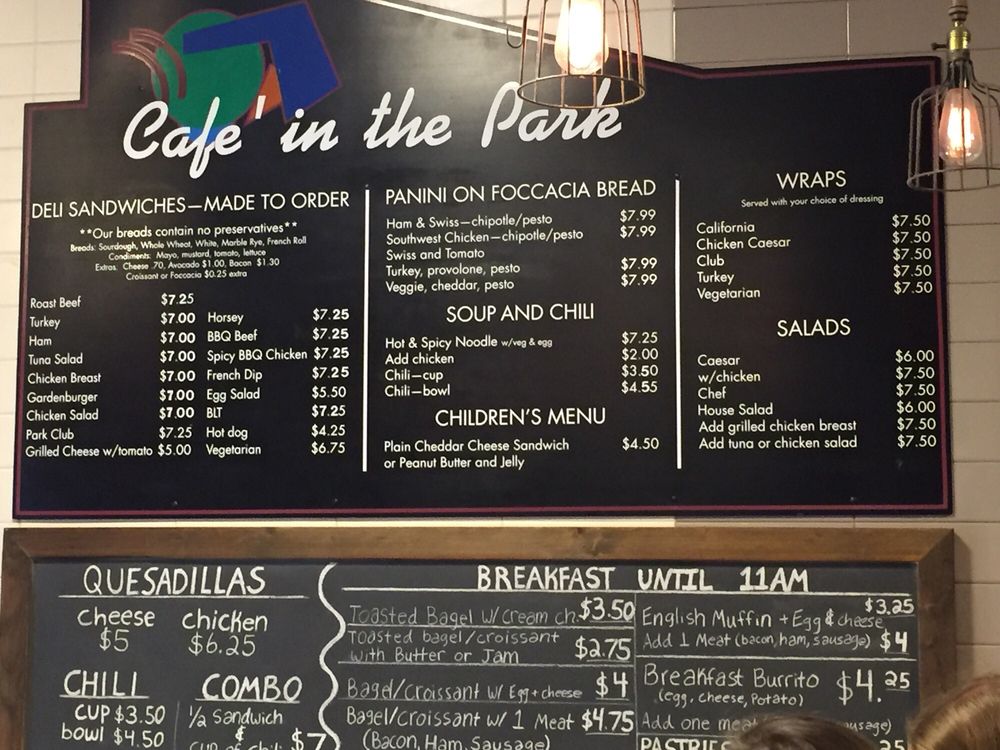 Cafe' in the Park
DELI SANDWICHES—MADE TO ORDER
**Our breads contain no preservatives**
Breads: Sourdough, Whole Wheat, White, Marble Rye, French Roll
Condiments: Mayo, mustard, tomato, lettuce
Extras: Cheese .70, Avocado $1.00, Bacon $1.30
Croissant or Foccacia $0.25 extra
Roast Beef $7.25
Turkey $7.00
Ham $7.00
Tuna Salad $7.00
Chicken Breast $7.00
Gardenburger $7.00
Chicken Salad $7.00
Park Club $7.25
Grilled Cheese w/tomato $5.00
Horsey $7.25
BBQ Beef $7.25
Spicy BBQ Chicken $7.25
French Dip $7.25
Egg Salad $5.50
BLT $7.25
Hot dog $4.25
Vegetarian $6.75
PANINI ON FOCCACIA BREAD
Ham & Swiss—chipotle/pesto $7.99
Southwest Chicken—chipotle/pesto $7.99
Swiss and Tomato
Turkey, provolone, pesto $7.99
Veggie, cheddar, pesto $7.99
SOUP AND CHILI
Hot & Spicy Noodle w/veg & egg $7.25
Add chicken $2.00
Chili—cup $3.50
Chili—bowl $4.55
CHILDREN'S MENU
Plain Cheddar Cheese Sandwich $4.50
or Peanut Butter and Jelly
WRAPS
Served with your choice of dressing
California $7.50
Chicken Caesar $7.50
Club $7.50
Turkey $7.50
Vegetarian $7.50
SALADS
Caesar $6.00
w/chicken $7.50
Chef $7.50
House Salad $6.00
Add grilled chicken breast $7.50
Add tuna or chicken salad $7.50
QUESADILLAS
cheese chicken
$5 $6.25
CHILI
CUP $3.50
bowl $4.50
COMBO
½ Sandwich
&
cup of chili $7
BREAKFAST UNTIL 11AM
Toasted Bagel w/cream ch. $3.50
Toasted bagel/croissant
with Butter or Jam $2.75
Bagel/Croissant w/ Egg + cheese $4
Bagel/croissant w/ 1 Meat $4.75
(Bacon, Ham, Sausage)
English Muffin + Egg & cheese $3.25
Add 1 Meat (bacon, ham, sausage) $4
Breakfast Burrito $4.25
(egg, cheese, Potato)
Add one meat
PASTRIES